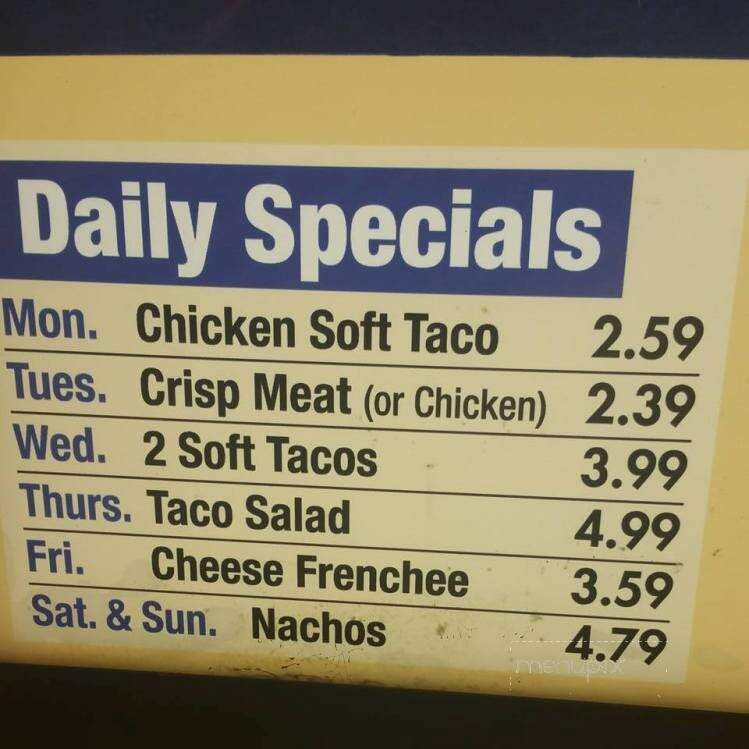 Daily Specials
Mon. Chicken Soft Taco 2.59
Tues. Crisp Meat (or Chicken) 2.39
Wed. 2 Soft Tacos 3.99
Thurs. Taco Salad 4.99
Fri. Cheese Frenchee 3.59
Sat. & Sun. Nachos 4.79
menupix